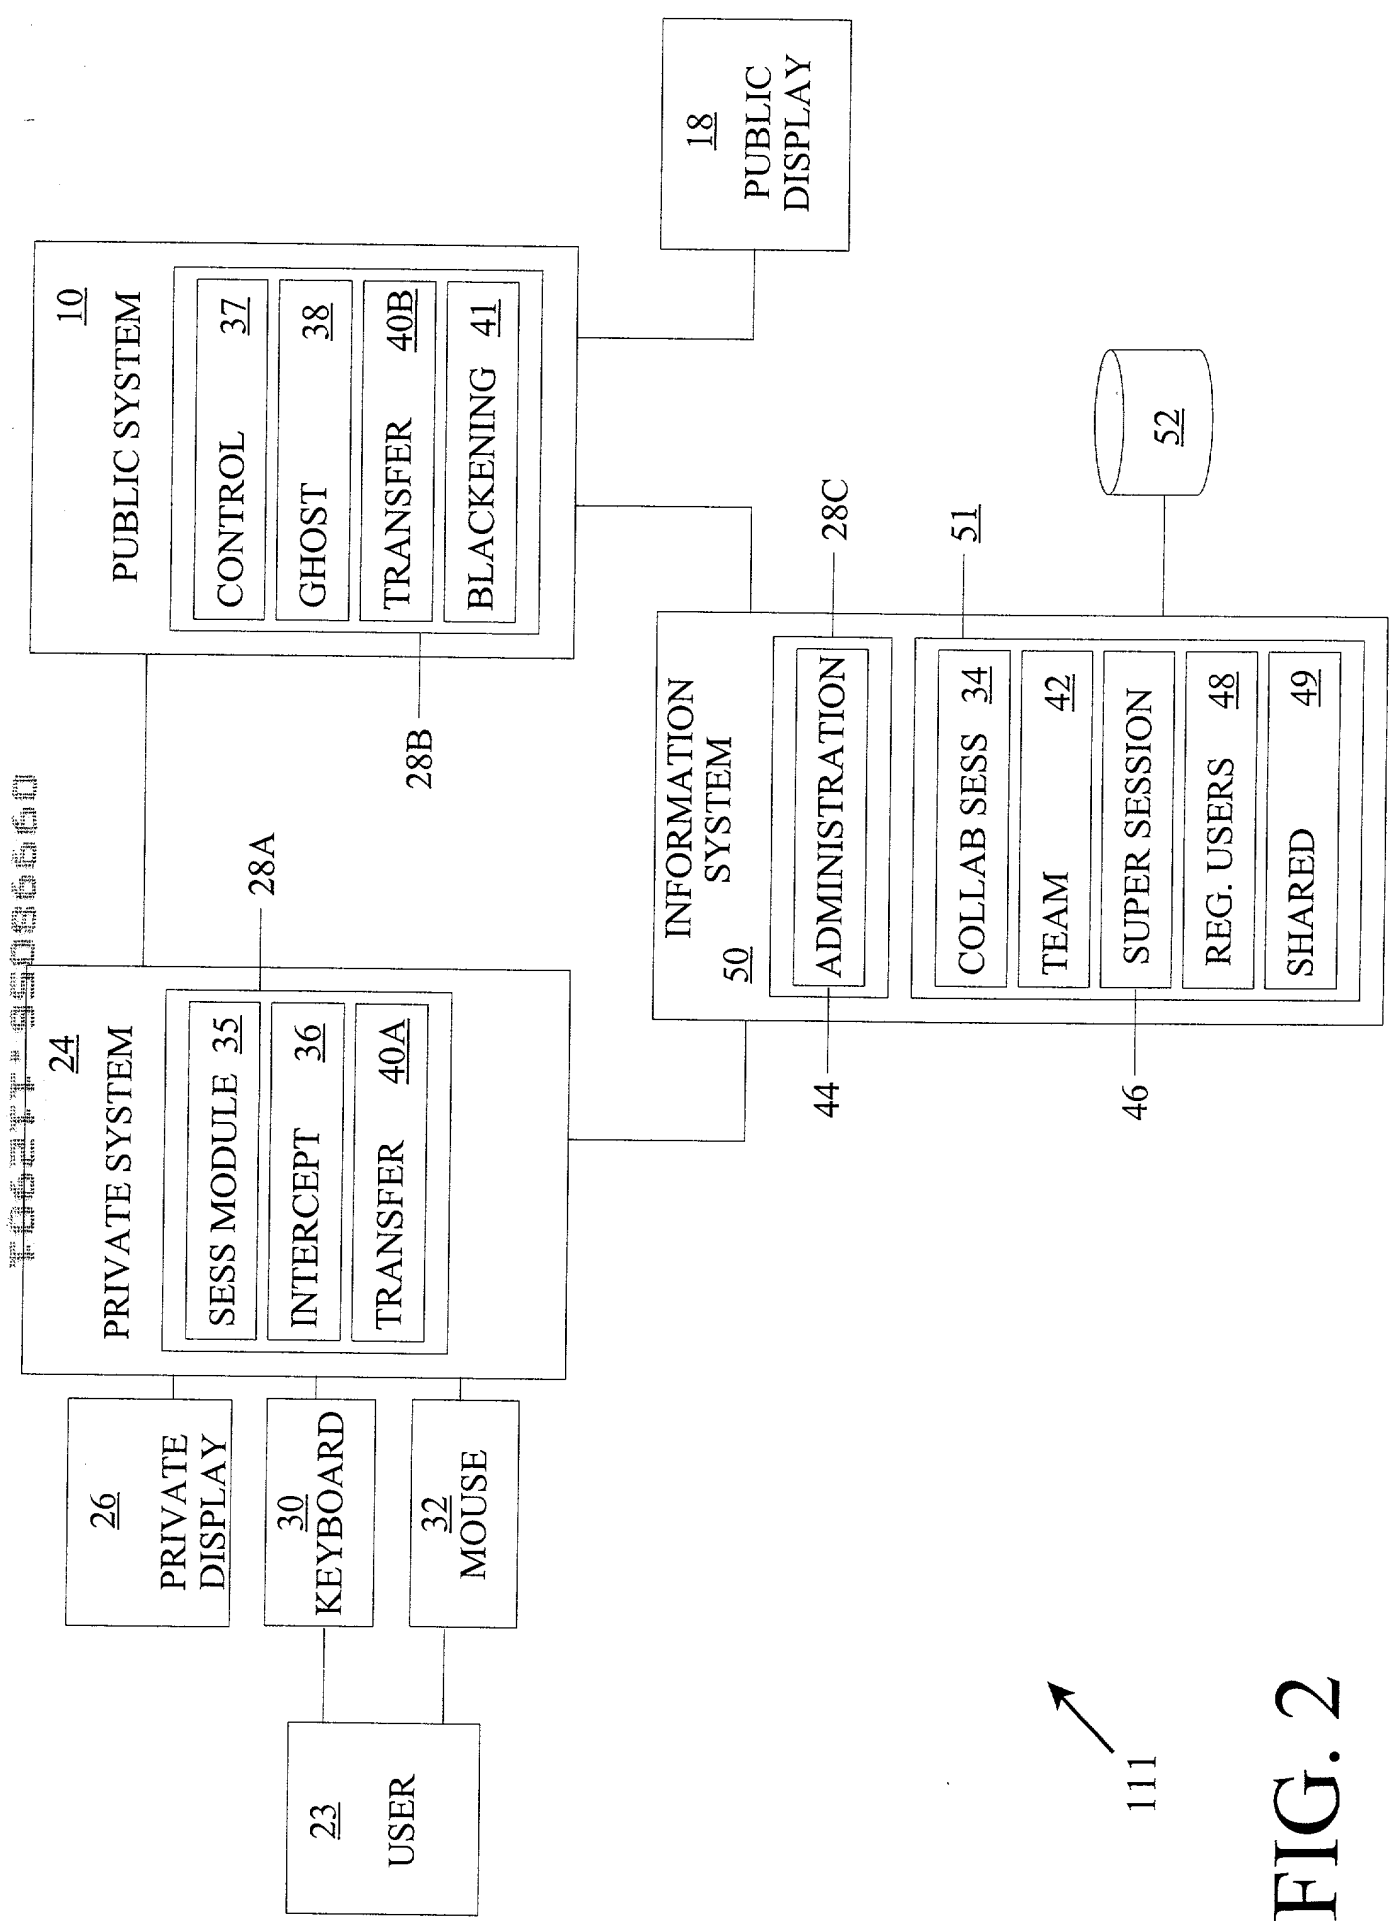 23
USER
26
PRIVATE
DISPLAY
30
KEYBOARD
32
MOUSE
24
PRIVATE SYSTEM
SESS MODULE 35
INTERCEPT 36
TRANSFER 40A
28A
10
PUBLIC SYSTEM
CONTROL 37
GHOST 38
TRANSFER 40B
BLACKENING 41
28B
18
PUBLIC
DISPLAY
INFORMATION
SYSTEM
50
ADMINISTRATION
44
28C
51
COLLAB SESS 34
TEAM 42
SUPER SESSION
46
REG. USERS 48
SHARED 49
52
111
FIG. 2